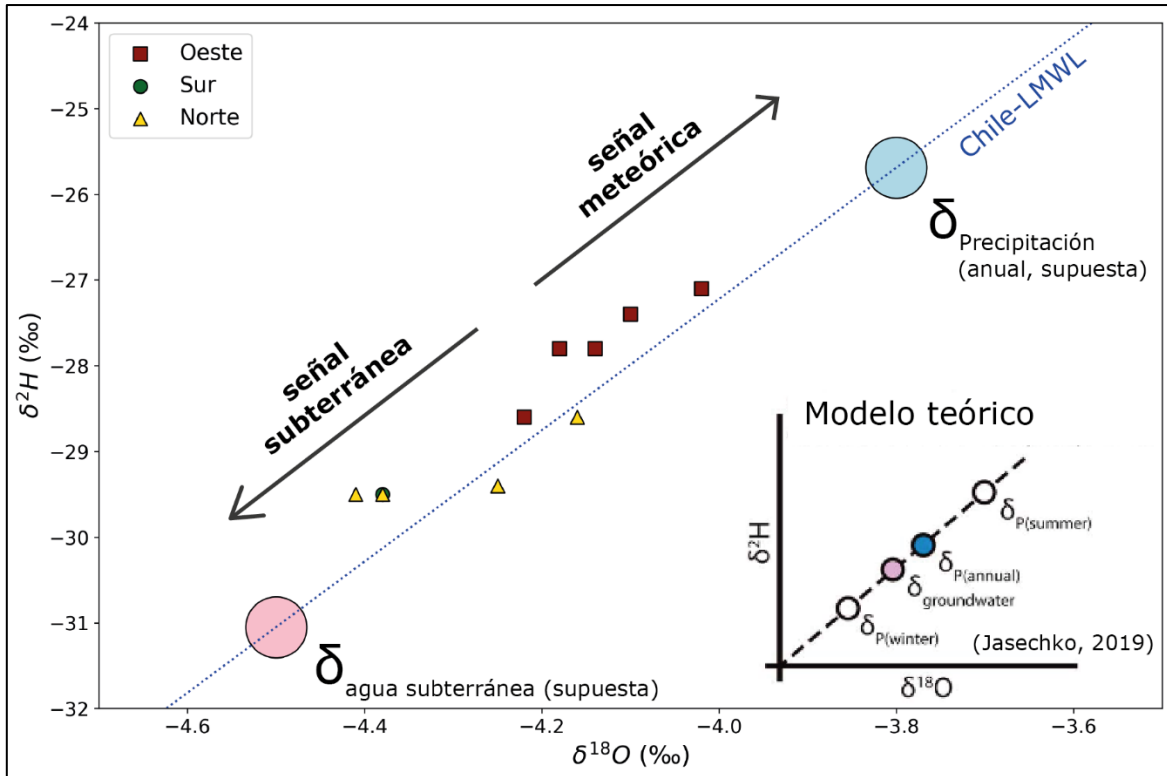 −24
−25
−26
−27
−28
−29
−30
−31
−32
δ²H (‰)
Oeste
Sur
Norte
señal
meteórica
señal
subterránea
Chile-LMWL
δ Precipitación
(anual, supuesta)
δ agua subterránea (supuesta)
Modelo teórico
δ²H
δP(summer)
δP(annual)
δgroundwater
δP(winter)
(Jasechko, 2019)
δ¹⁸O
−4.6
−4.4
−4.2
−4.0
−3.8
−3.6
δ¹⁸O (‰)